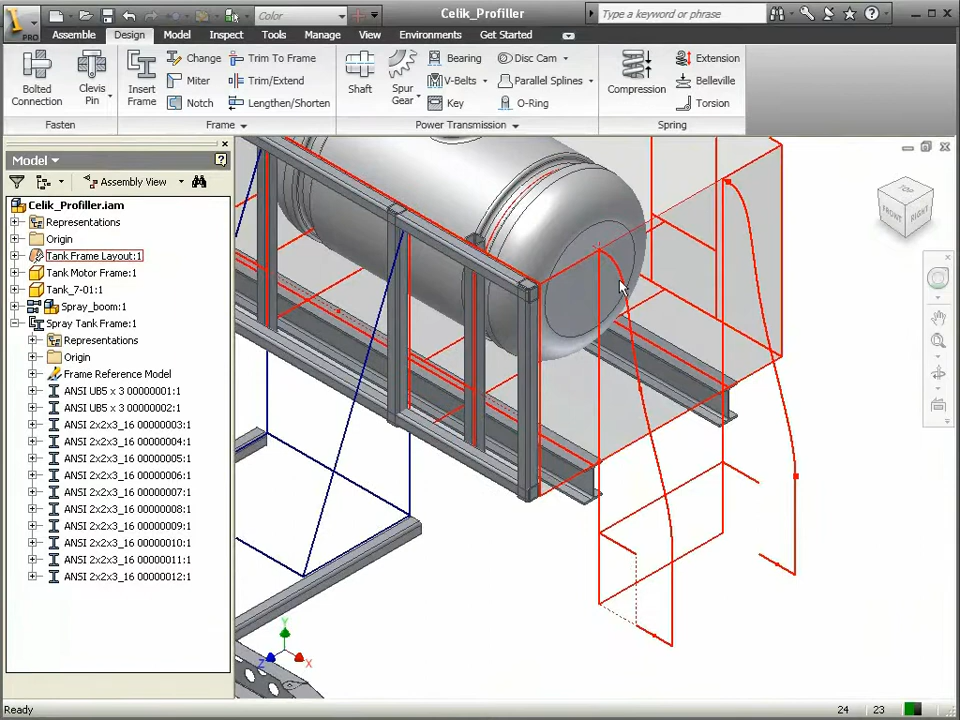 PRO
Color
Celik_Profiller
Type a keyword or phrase
Assembly Design Model Inspect Tools Manage View Environments Get Started
Bolted Connection
Clevis Pin
Fasten
Insert Frame
Change
Miter
Notch
Trim To Frame
Trim/Extend
Lengthen/Shorten
Frame
Shaft
Spur Gear
Bearing
V-Belts
Key
Disc Cam
Parallel Splines
O-Ring
Power Transmission
Compression
Extension
Belleville
Torsion
Spring
Model
Assembly View
Celik_Profiller.iam
Representations
Origin
Tank Frame Layout:1
Tank Motor Frame:1
Tank_7-01:1
Spray_boom:1
Spray Tank Frame:1
Representations
Origin
Frame Reference Model
ANSI UB5 x 3 00000001:1
ANSI UB5 x 3 00000002:1
ANSI 2x2x3_16 00000003:1
ANSI 2x2x3_16 00000004:1
ANSI 2x2x3_16 00000005:1
ANSI 2x2x3_16 00000006:1
ANSI 2x2x3_16 00000007:1
ANSI 2x2x3_16 00000008:1
ANSI 2x2x3_16 00000009:1
ANSI 2x2x3_16 00000010:1
ANSI 2x2x3_16 00000011:1
ANSI 2x2x3_16 00000012:1
TOP
FRONT
RIGHT
Y
Z
X
Ready
24 23